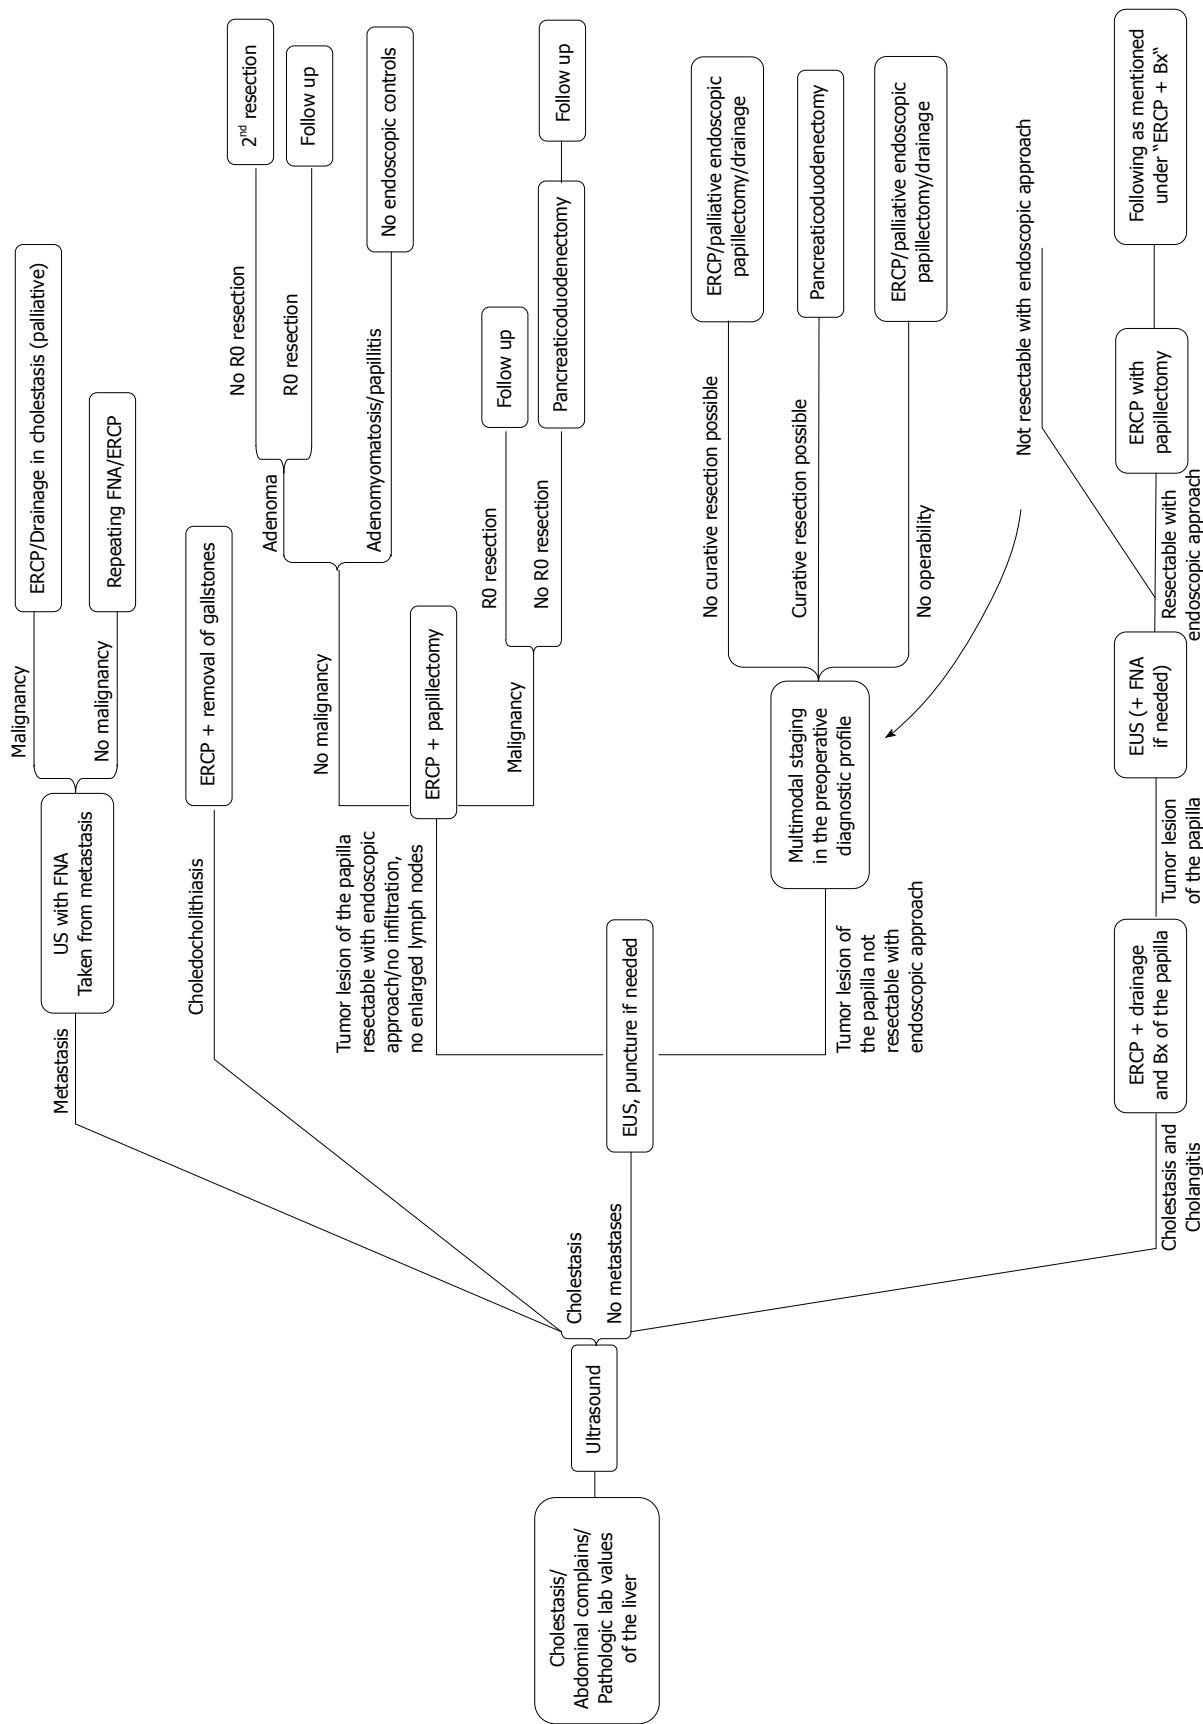 Cholestasis/
Abdominal complains/
Pathologic lab values
of the liver
Ultrasound
Metastasis
US with FNA
Taken from metastasis
Malignancy
ERCP/Drainage in cholestasis (palliative)
No malignancy
Repeating FNA/ERCP
Choledocholithiasis
ERCP + removal of gallstones
Cholestasis
No metastases
EUS, puncture if needed
Tumor lesion of the papilla
resectable with endoscopic
approach/no infiltration,
no enlarged lymph nodes
ERCP + papillectomy
No malignancy
Adenoma
No R0 resection
2nd resection
R0 resection
Follow up
Adenomyomatosis/papillitis
No endoscopic controls
Malignancy
R0 resection
Follow up
No R0 resection
Pancreaticoduodenectomy
Follow up
Tumor lesion of
the papilla not
resectable with
endoscopic approach
Multimodal staging
in the preoperative
diagnostic profile
No curative resection possible
ERCP/palliative endoscopic
papillectomy/drainage
Curative resection possible
Pancreaticoduodenectomy
No operability
ERCP/palliative endoscopic
papillectomy/drainage
Not resectable with endoscopic approach
Cholestasis and
Cholangitis
ERCP + drainage
and Bx of the papilla
Tumor lesion
of the papilla
EUS (+ FNA
if needed)
Resectable with
endoscopic approach
ERCP with
papillectomy
Following as mentioned
under “ERCP + Bx“